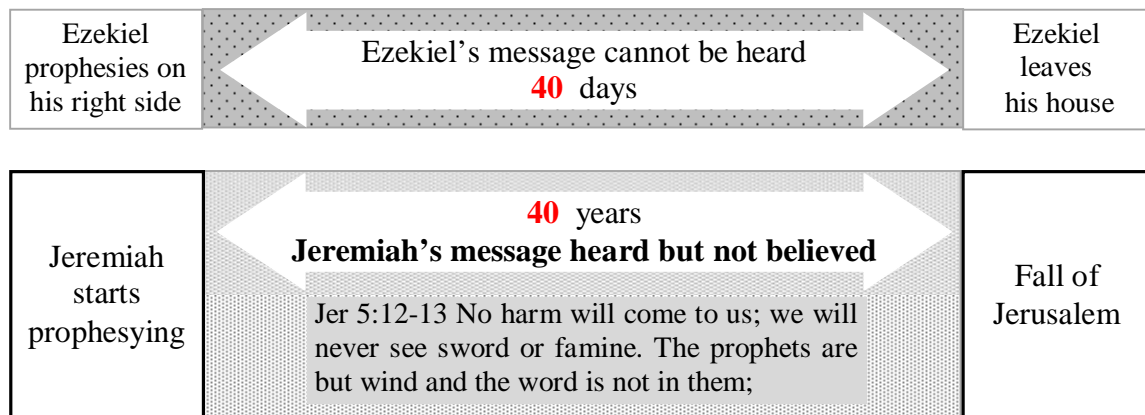 Ezekiel
prophesies on
his right side
Ezekiel’s message cannot be heard
40 days
Ezekiel
leaves
his house
Jeremiah
starts
prophesying
40 years
Jeremiah’s message heard but not believed
Jer 5:12-13 No harm will come to us; we will
never see sword or famine. The prophets are
but wind and the word is not in them;
Fall of
Jerusalem